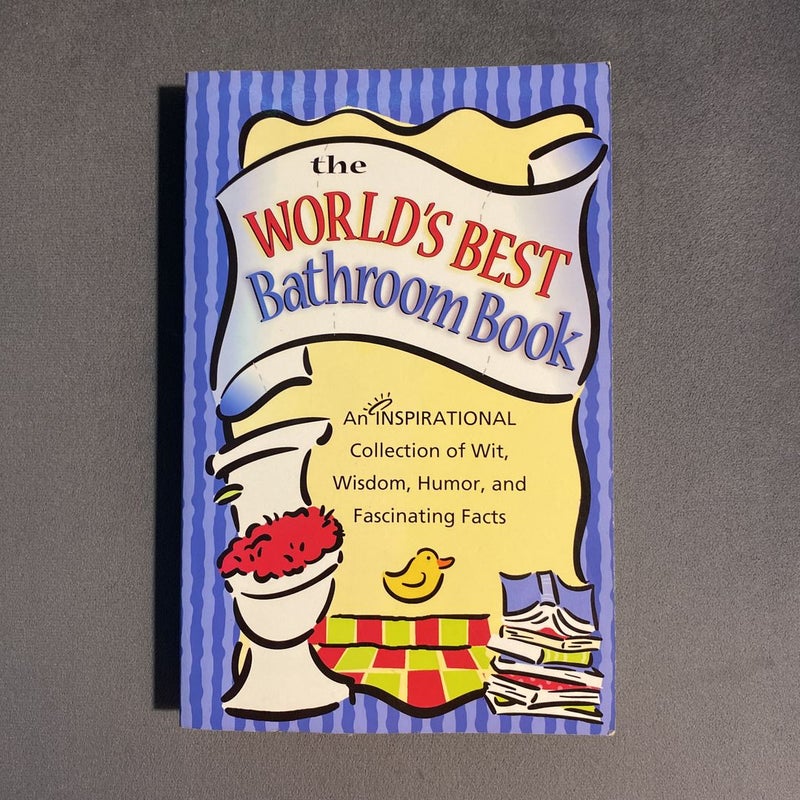 the
WORLD'S BEST
Bathroom Book
An INSPIRATIONAL
Collection of Wit,
Wisdom, Humor, and
Fascinating Facts